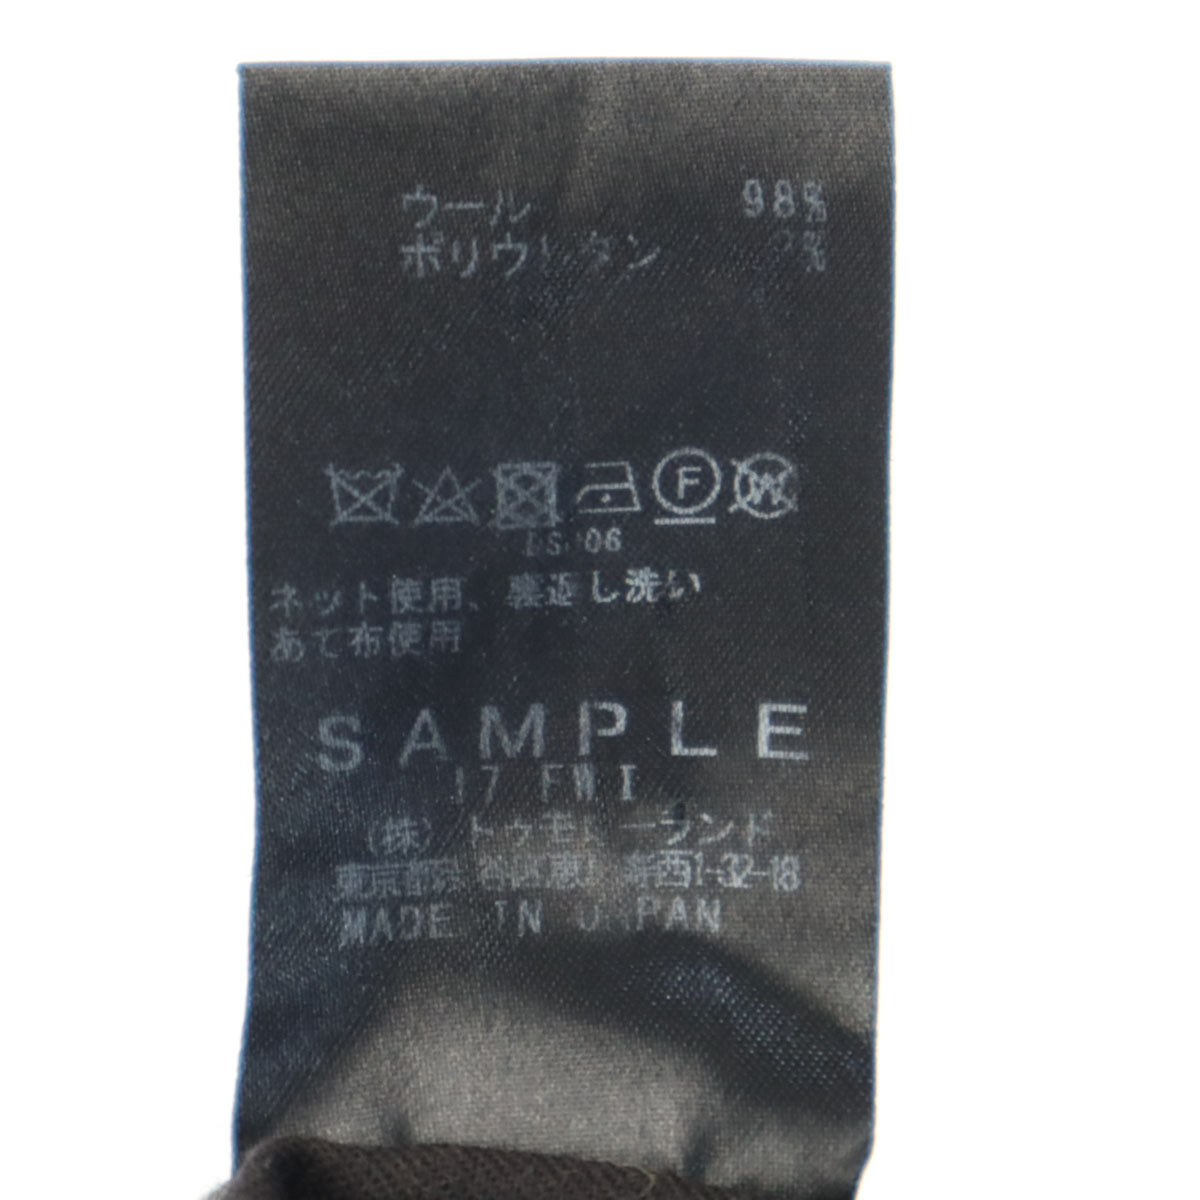 ウール 98%
ポリウレタン 2%
F W
06
ネット使用、裏返し洗い
あて布使用
SAMPLE
17 FW I
(株)トゥモローランド
東京都渋谷区恵比寿西1-32-18
MADE IN JAPAN